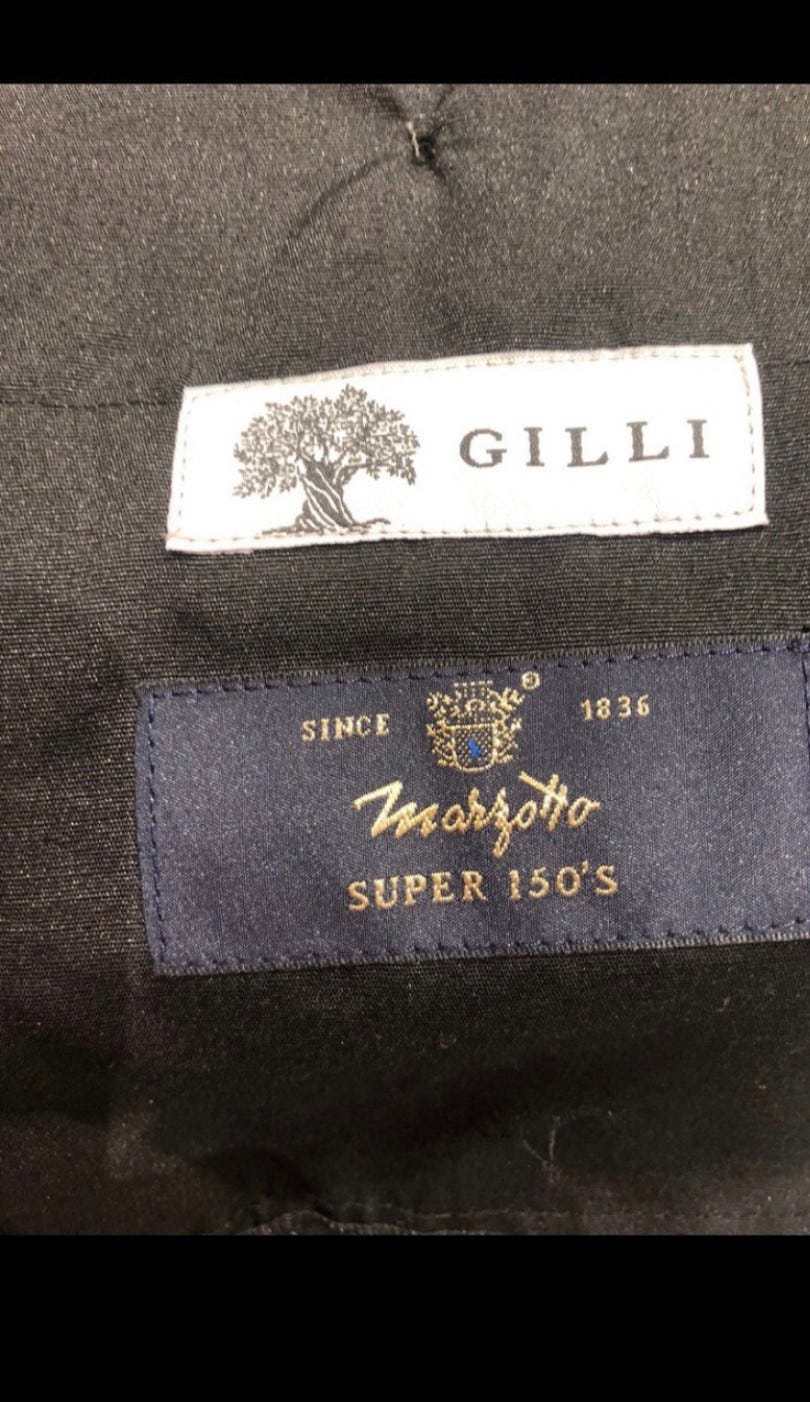 GILLI
SINCE 1836
Marzotto
SUPER 150'S